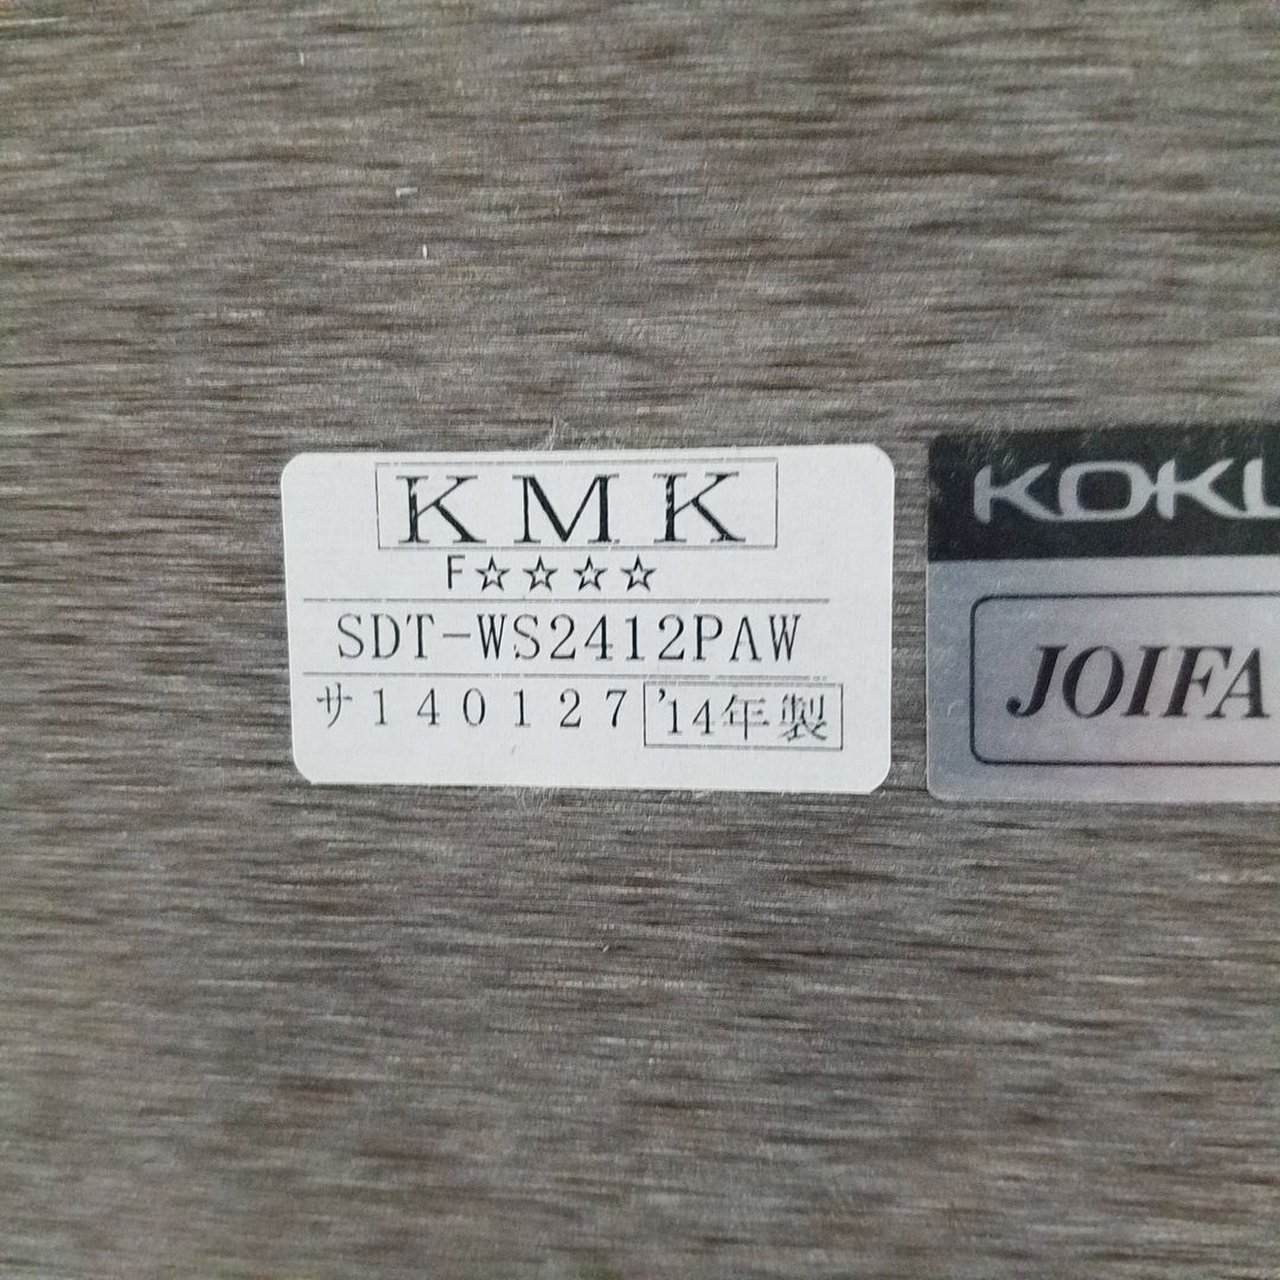 KMK
F☆☆☆☆
SDT-WS2412PAW
サ140127 '14年製
KOKU
JOIFA